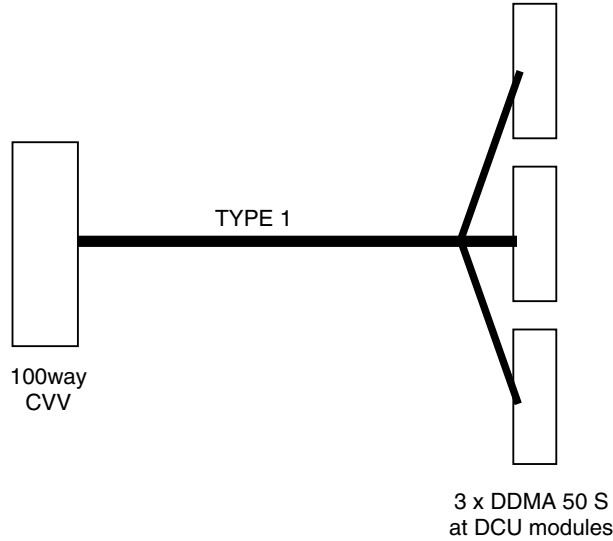 TYPE 1
100way
CVV
3 x DDMA 50 S
at DCU modules